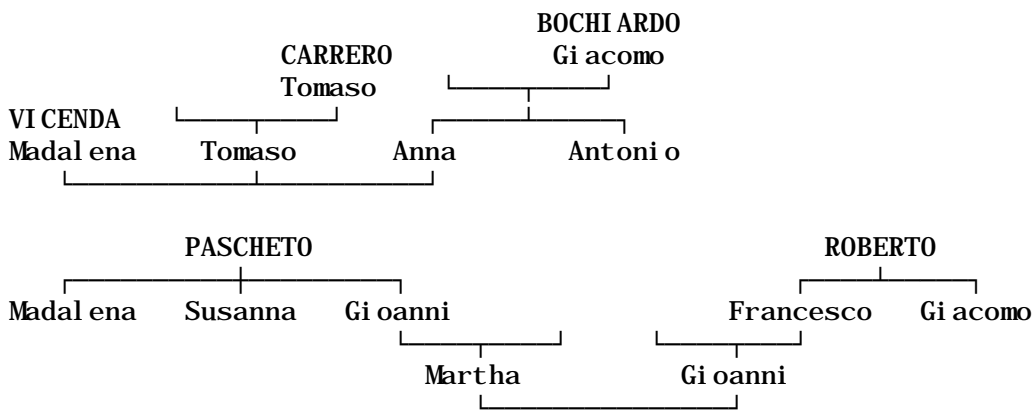 BOCHIARDO
CARRERO Giacomo
Tomaso
VICENDA
Madalena Tomaso Anna Antonio
PASCHETO ROBERTO
Madalena Susanna Gioanni Francesco Giacomo
Martha Gioanni